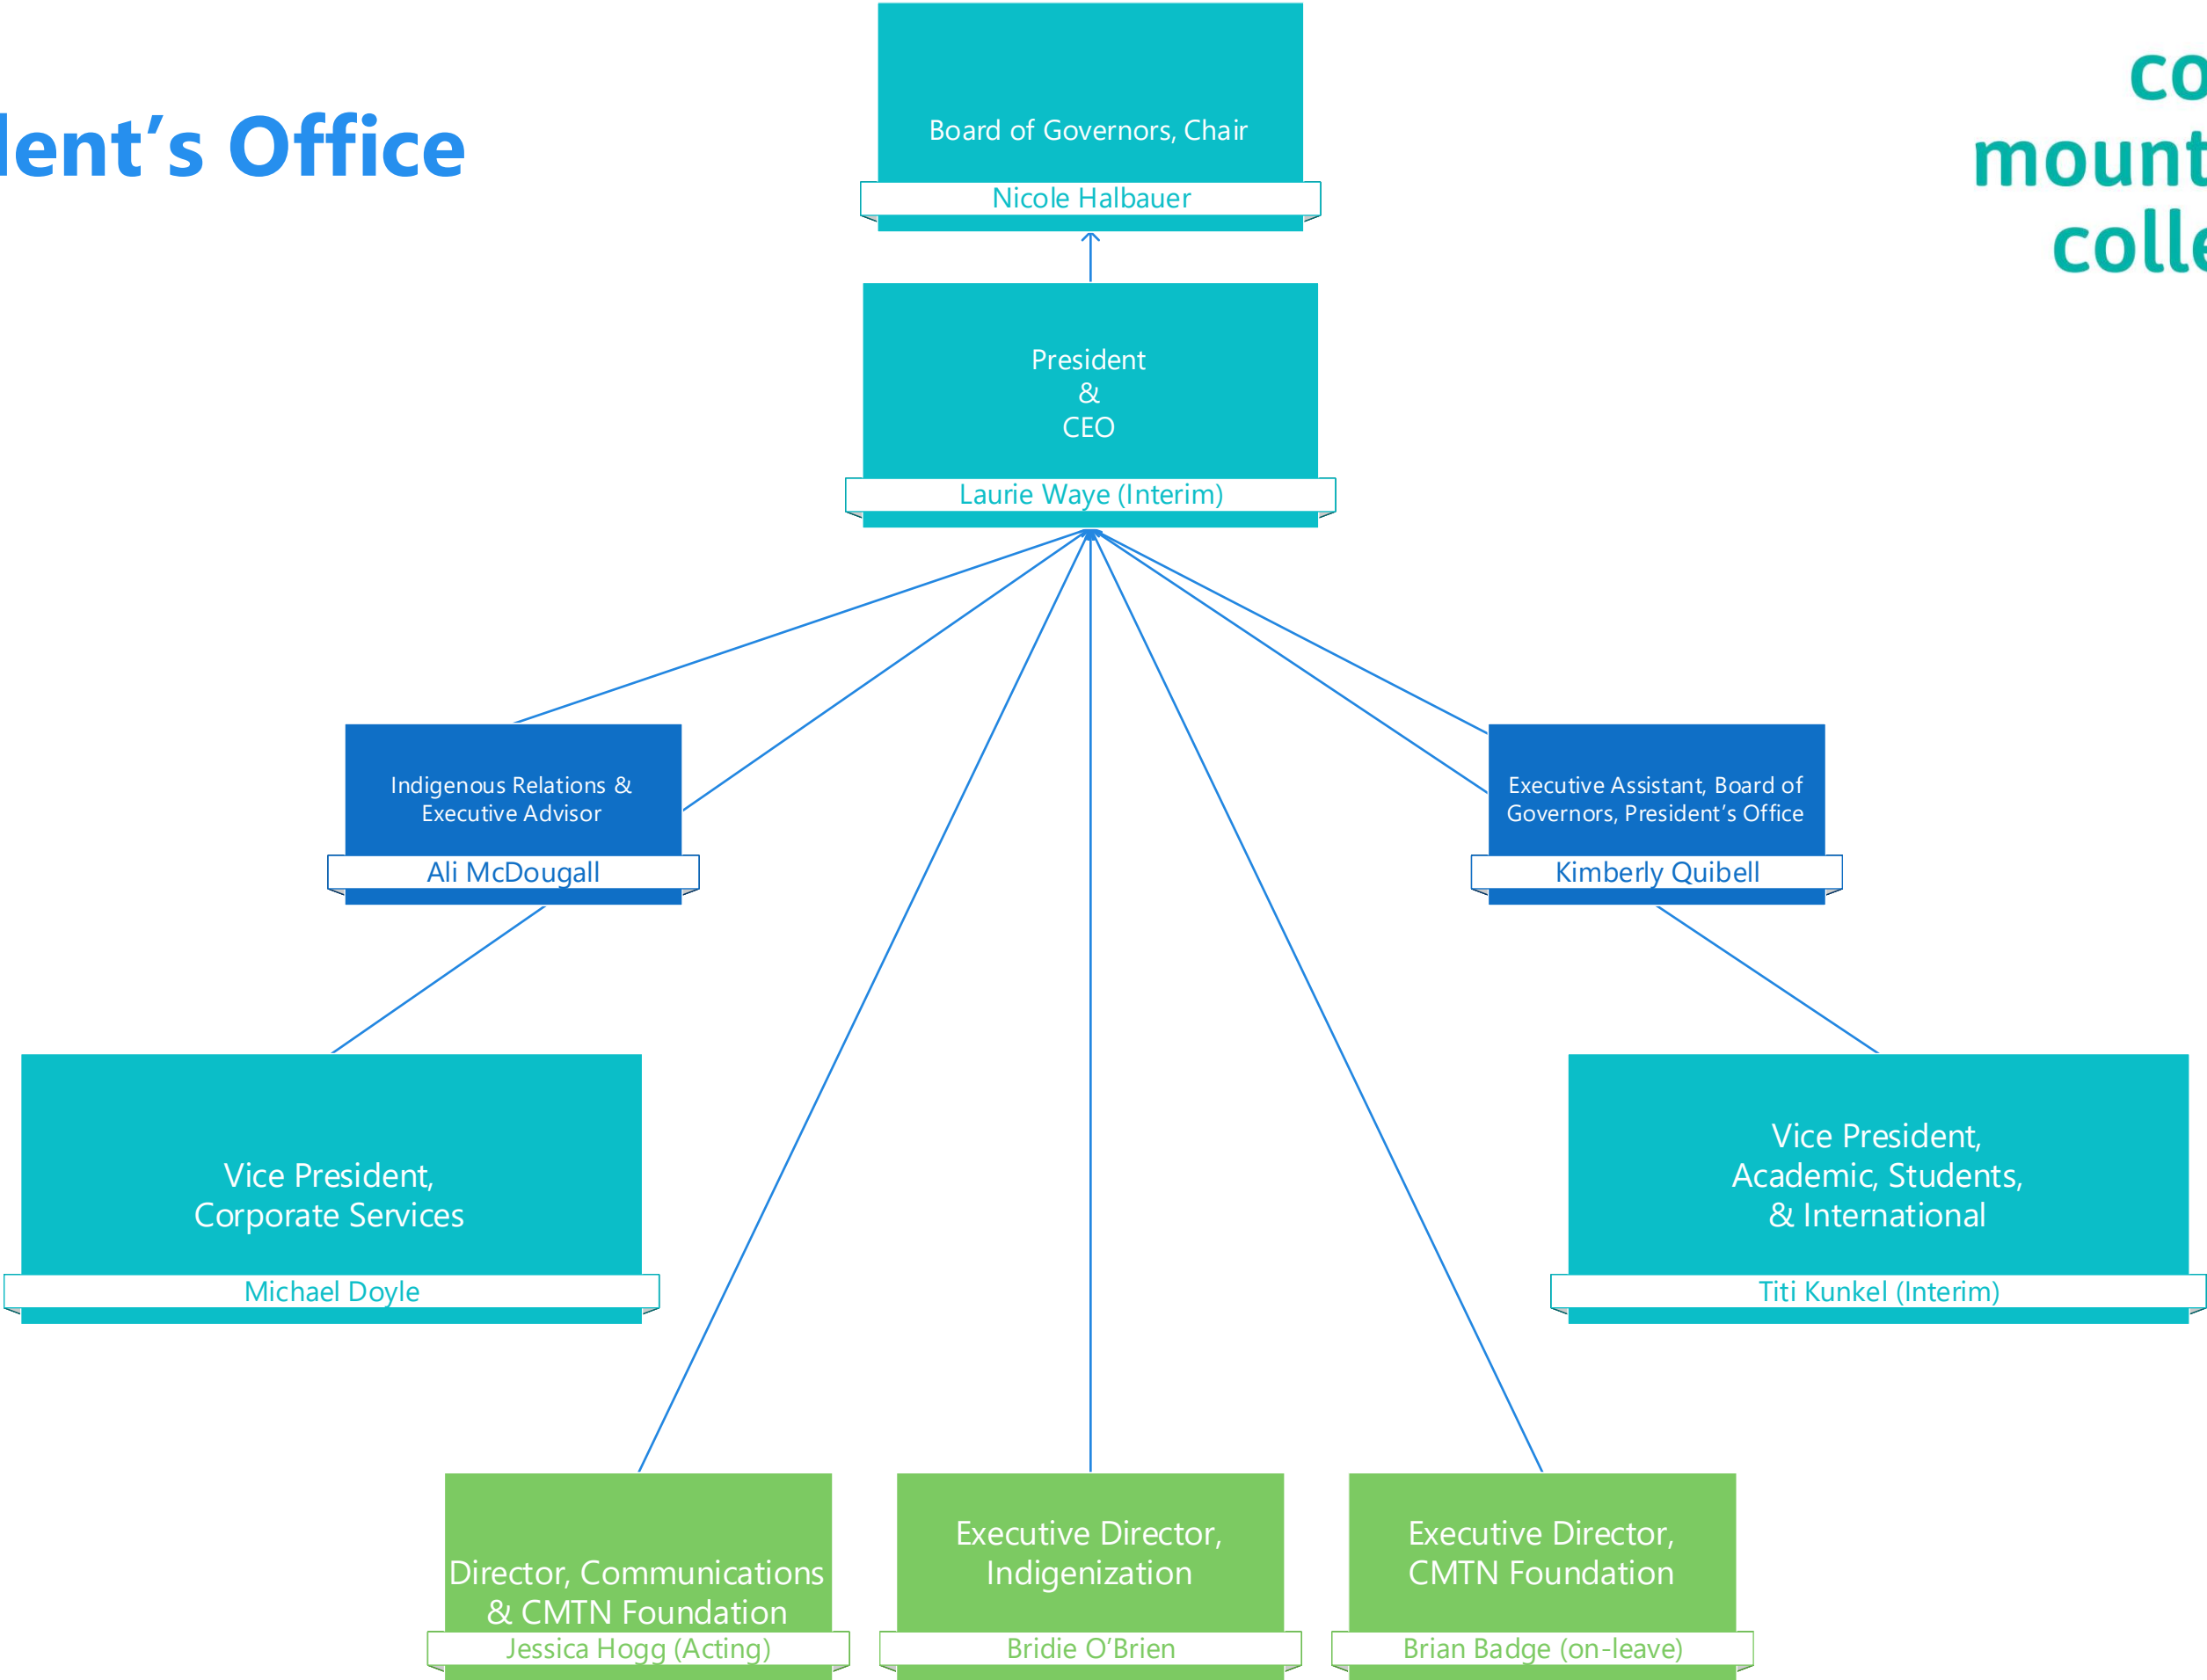 dent’s Office
co
mount
colle
Board of Governors, Chair
Nicole Halbauer
President
&
CEO
Laurie Waye (Interim)
Indigenous Relations &
Executive Advisor
Ali McDougall
Executive Assistant, Board of
Governors, President’s Office
Kimberly Quibell
Vice President,
Corporate Services
Michael Doyle
Vice President,
Academic, Students,
& International
Titi Kunkel (Interim)
Director, Communications
& CMTN Foundation
Jessica Hogg (Acting)
Executive Director,
Indigenization
Bridie O’Brien
Executive Director,
CMTN Foundation
Brian Badge (on-leave)